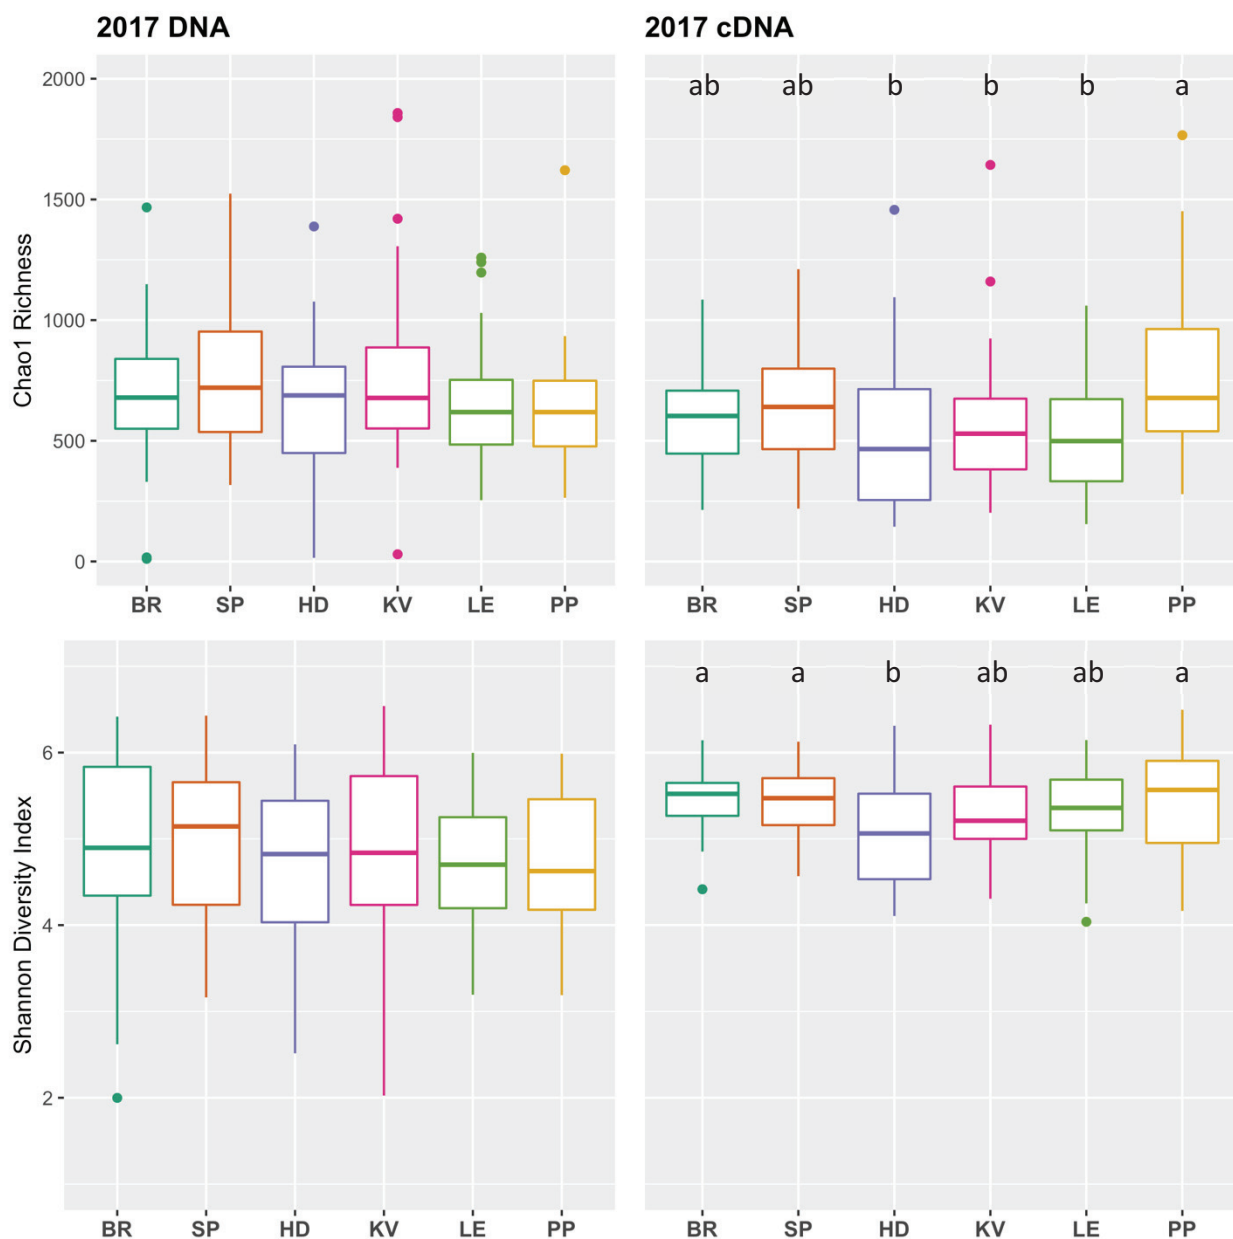 2017 DNA
2017 cDNA
Chao1 Richness
2000
1500
1000
500
0
ab ab b b b a
BR SP HD KV LE PP
BR SP HD KV LE PP
Shannon Diversity Index
6
4
2
a a b ab ab a
BR SP HD KV LE PP
BR SP HD KV LE PP